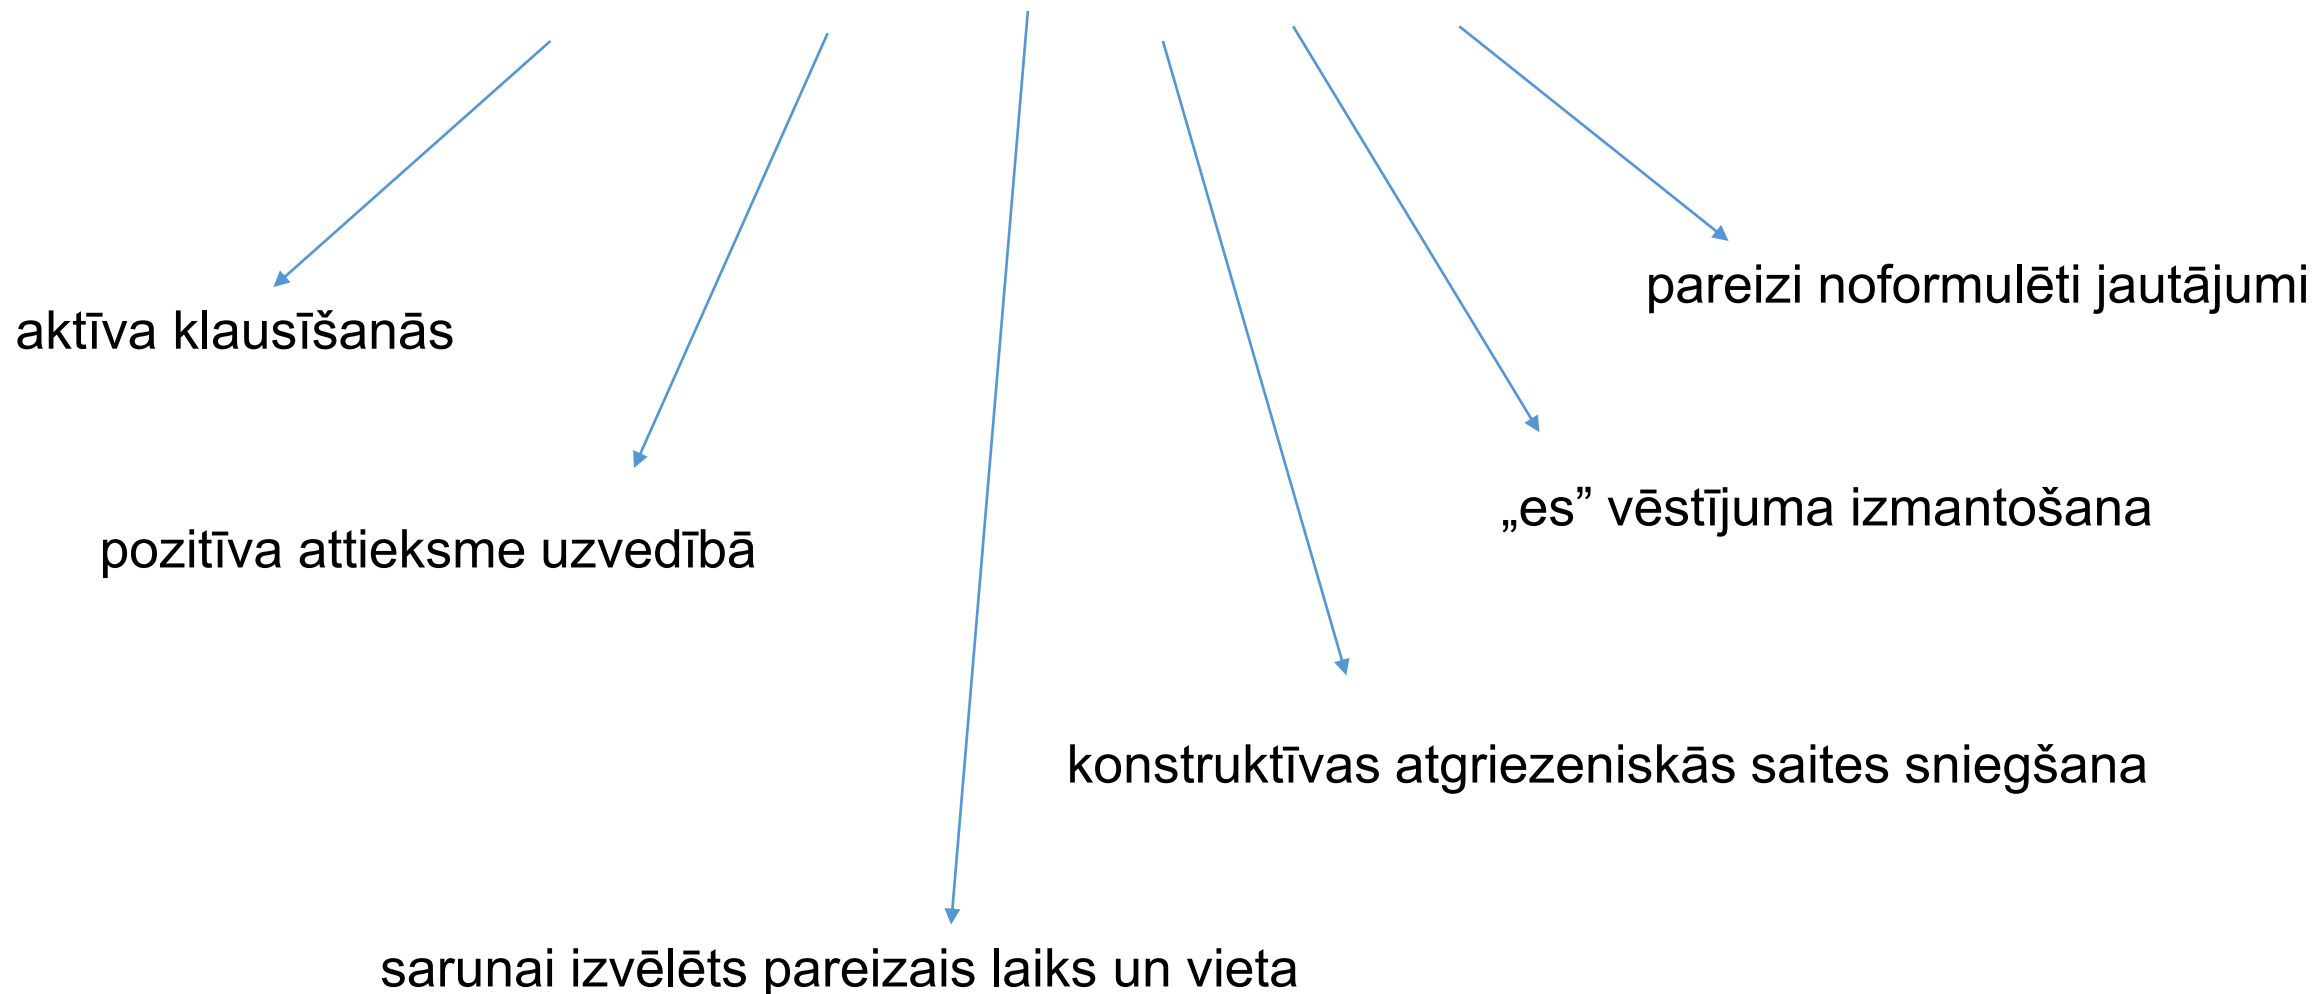 pareizi noformulēti jautājumi
aktīva klausīšanās
„es” vēstījuma izmantošana
pozitīva attieksme uzvedībā
konstruktīvas atgriezeniskās saites sniegšana
sarunai izvēlēts pareizais laiks un vieta